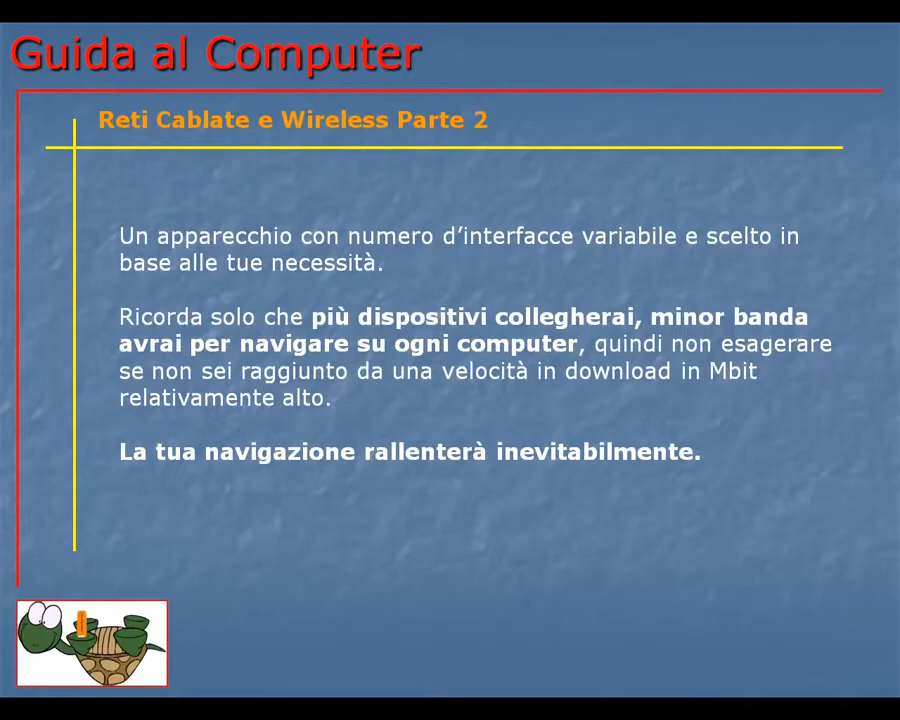 Guida al Computer
Reti Cablate e Wireless Parte 2
Un apparecchio con numero d’interfacce variabile e scelto in
base alle tue necessità.
Ricorda solo che più dispositivi collegherai, minor banda
avrai per navigare su ogni computer, quindi non esagerare
se non sei raggiunto da una velocità in download in Mbit
relativamente alto.
La tua navigazione rallenterà inevitabilmente.